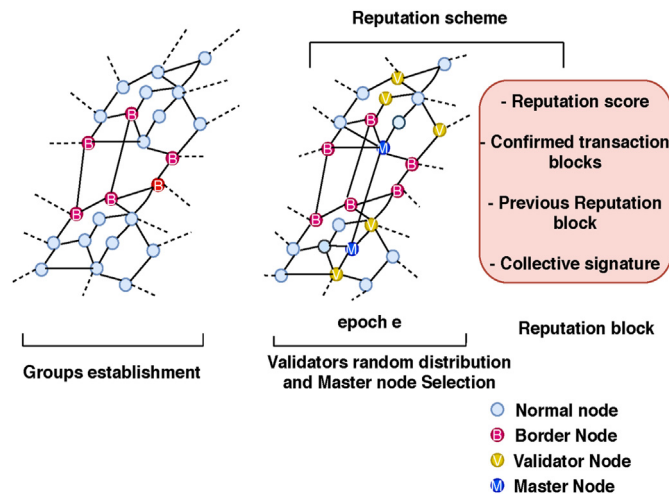 Reputation scheme
B
B
B
B
B
B
V
V
V
B
B
M
B
B
B
B
V
M
V
- Reputation score
- Confirmed transaction
blocks
- Previous Reputation
block
- Collective signature
Groups establishment
epoch e
Validators random distribution
and Master node Selection
Reputation block
Normal node
B Border Node
V Validator Node
M Master Node